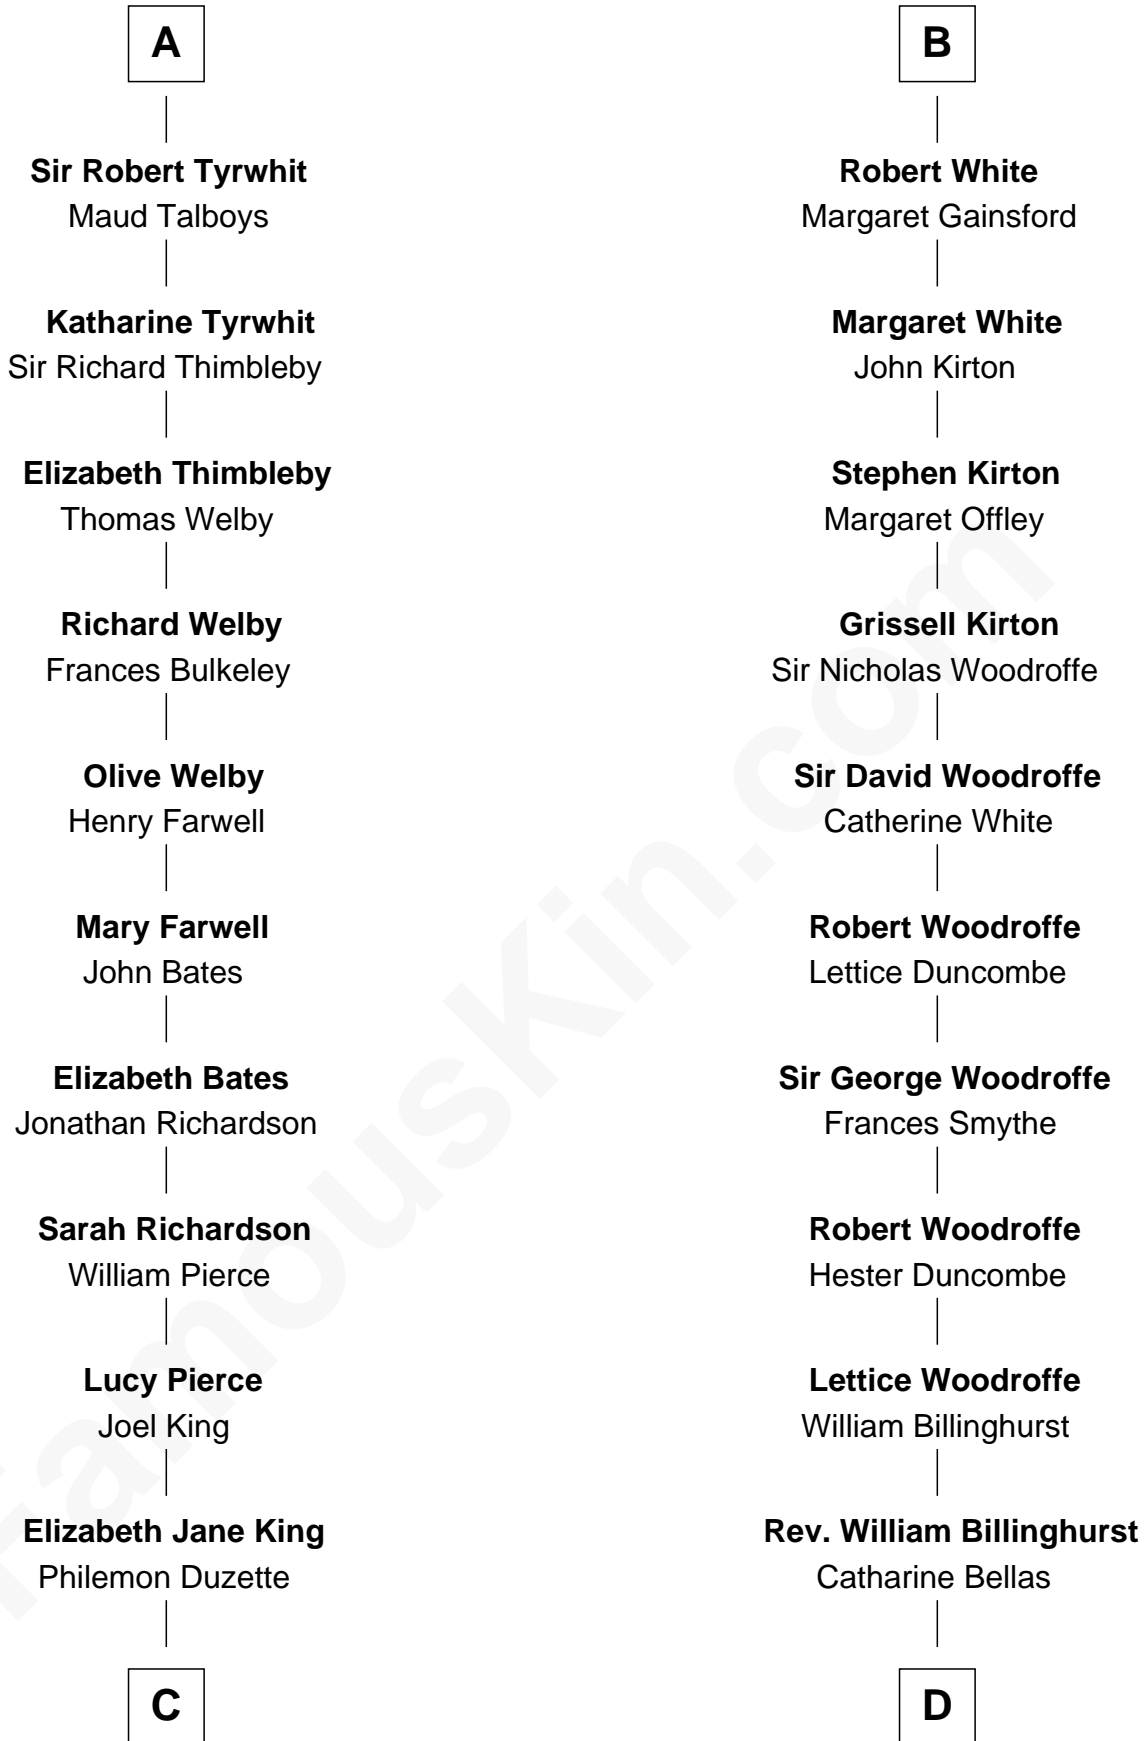 A
Sir Robert Tyrwhit
Maud Talboys
Katharine Tyrwhit
Sir Richard Thimbleby
Elizabeth Thimbleby
Thomas Welby
Richard Welby
Frances Bulkeley
Olive Welby
Henry Farwell
Mary Farwell
John Bates
Elizabeth Bates
Jonathan Richardson
Sarah Richardson
William Pierce
Lucy Pierce
Joel King
Elizabeth Jane King
Philemon Duzette
C
B
Robert White
Margaret Gainsford
Margaret White
John Kirton
Stephen Kirton
Margaret Offley
Grissell Kirton
Sir Nicholas Woodroffe
Sir David Woodroffe
Catherine White
Robert Woodroffe
Lettice Duncombe
Sir George Woodroffe
Frances Smythe
Robert Woodroffe
Hester Duncombe
Lettice Woodroffe
William Billinghurst
Rev. William Billinghurst
Catharine Bellas
D
FamousKin.com